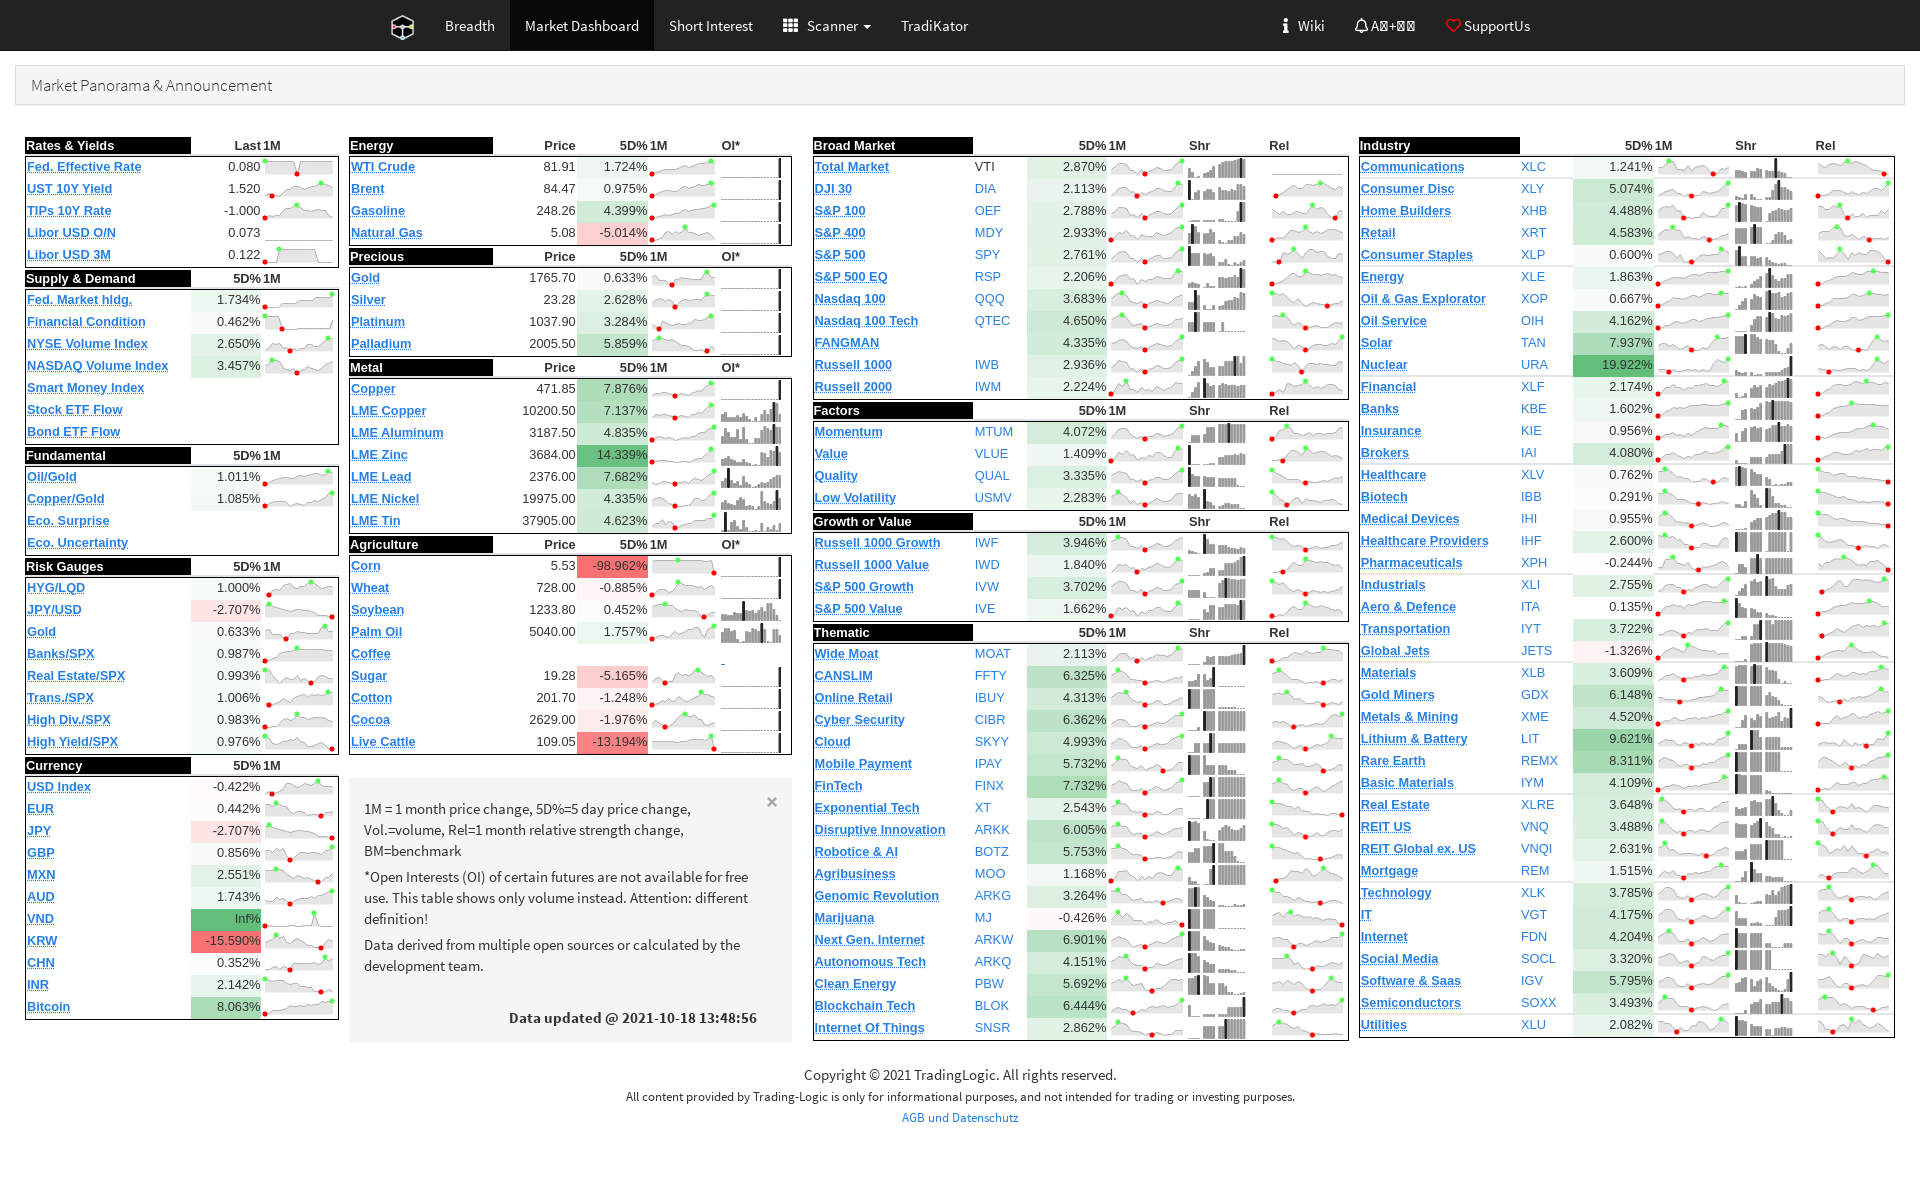 Breadth Market Dashboard Short Interest Scanner TradiKator Wiki SupportUs
Market Panorama & Announcement
Rates & Yields Last 1M
Fed. Effective Rate 0.080
UST 10Y Yield 1.520
TIPs 10Y Rate -1.000
Libor USD O/N 0.073
Libor USD 3M 0.122
Supply & Demand 5D% 1M
Fed. Market hldg. 1.734%
Financial Condition 0.462%
NYSE Volume Index 2.650%
NASDAQ Volume Index 3.457%
Smart Money Index
Stock ETF Flow
Bond ETF Flow
Fundamental 5D% 1M
Oil/Gold 1.011%
Copper/Gold 1.085%
Eco. Surprise
Eco. Uncertainty
Risk Gauges 5D% 1M
HYG/LQD 1.000%
JPY/USD -2.707%
Gold 0.633%
Banks/SPX 0.987%
Real Estate/SPX 0.993%
Trans./SPX 1.006%
High Div./SPX 0.983%
High Yield/SPX 0.976%
Currency 5D% 1M
USD Index -0.422%
EUR 0.442%
JPY -2.707%
GBP 0.856%
MXN 2.551%
AUD 1.743%
VND Inf%
KRW -15.590%
CHN 0.352%
INR 2.142%
Bitcoin 8.063%
Energy Price 5D% 1M OI*
WTI Crude 81.91 1.724%
Brent 84.47 0.975%
Gasoline 248.26 4.399%
Natural Gas 5.08 -5.014%
Precious Price 5D% 1M OI*
Gold 1765.70 0.633%
Silver 23.28 2.628%
Platinum 1037.90 3.284%
Palladium 2005.50 5.859%
Metal Price 5D% 1M OI*
Copper 471.85 7.876%
LME Copper 10200.50 7.137%
LME Aluminum 3187.50 4.835%
LME Zinc 3684.00 14.339%
LME Lead 2376.00 7.682%
LME Nickel 19975.00 4.335%
LME Tin 37905.00 4.623%
Agriculture Price 5D% 1M OI*
Corn 5.53 -98.962%
Wheat 728.00 -0.885%
Soybean 1233.80 0.452%
Palm Oil 5040.00 1.757%
Coffee -
Sugar 19.28 -5.165%
Cotton 201.70 -1.248%
Cocoa 2629.00 -1.976%
Live Cattle 109.05 -13.194%
×
1M = 1 month price change, 5D%=5 day price change,
Vol.=volume, Rel=1 month relative strength change,
BM=benchmark
*Open Interests (OI) of certain futures are not available for free
use. This table shows only volume instead. Attention: different
definition!
Data derived from multiple open sources or calculated by the
development team.
Data updated @ 2021-10-18 13:48:56
Broad Market 5D% 1M Shr Rel
Total Market VTI 2.870%
DJI 30 DIA 2.113%
S&P 100 OEF 2.788%
S&P 400 MDY 2.933%
S&P 500 SPY 2.761%
S&P 500 EQ RSP 2.206%
Nasdaq 100 QQQ 3.683%
Nasdaq 100 Tech QTEC 4.650%
FANGMAN 4.335%
Russell 1000 IWB 2.936%
Russell 2000 IWM 2.224%
Factors 5D% 1M Shr Rel
Momentum MTUM 4.072%
Value VLUE 1.409%
Quality QUAL 3.335%
Low Volatility USMV 2.283%
Growth or Value 5D% 1M Shr Rel
Russell 1000 Growth IWF 3.946%
Russell 1000 Value IWD 1.840%
S&P 500 Growth IVW 3.702%
S&P 500 Value IVE 1.662%
Thematic 5D% 1M Shr Rel
Wide Moat MOAT 2.113%
CANSLIM FFTY 6.325%
Online Retail IBUY 4.313%
Cyber Security CIBR 6.362%
Cloud SKYY 4.993%
Mobile Payment IPAY 5.732%
FinTech FINX 7.732%
Exponential Tech XT 2.543%
Disruptive Innovation ARKK 6.005%
Robotice & AI BOTZ 5.753%
Agribusiness MOO 1.168%
Genomic Revolution ARKG 3.264%
Marijuana MJ -0.426%
Next Gen. Internet ARKW 6.901%
Autonomous Tech ARKQ 4.151%
Clean Energy PBW 5.692%
Blockchain Tech BLOK 6.444%
Internet Of Things SNSR 2.862%
Industry 5D% 1M Shr Rel
Communications XLC 1.241%
Consumer Disc XLY 5.074%
Home Builders XHB 4.488%
Retail XRT 4.583%
Consumer Staples XLP 0.600%
Energy XLE 1.863%
Oil & Gas Explorator XOP 0.667%
Oil Service OIH 4.162%
Solar TAN 7.937%
Nuclear URA 19.922%
Financial XLF 2.174%
Banks KBE 1.602%
Insurance KIE 0.956%
Brokers IAI 4.080%
Healthcare XLV 0.762%
Biotech IBB 0.291%
Medical Devices IHI 0.955%
Healthcare Providers IHF 2.600%
Pharmaceuticals XPH -0.244%
Industrials XLI 2.755%
Aero & Defence ITA 0.135%
Transportation IYT 3.722%
Global Jets JETS -1.326%
Materials XLB 3.609%
Gold Miners GDX 6.148%
Metals & Mining XME 4.520%
Lithium & Battery LIT 9.621%
Rare Earth REMX 8.311%
Basic Materials IYM 4.109%
Real Estate XLRE 3.648%
REIT US VNQ 3.488%
REIT Global ex. US VNQI 2.631%
Mortgage REM 1.515%
Technology XLK 3.785%
IT VGT 4.175%
Internet FDN 4.204%
Social Media SOCL 3.320%
Software & Saas IGV 5.795%
Semiconductors SOXX 3.493%
Utilities XLU 2.082%
Copyright © 2021 TradingLogic. All rights reserved.
All content provided by Trading-Logic is only for informational purposes, and not intended for trading or investing purposes.
AGB und Datenschutz